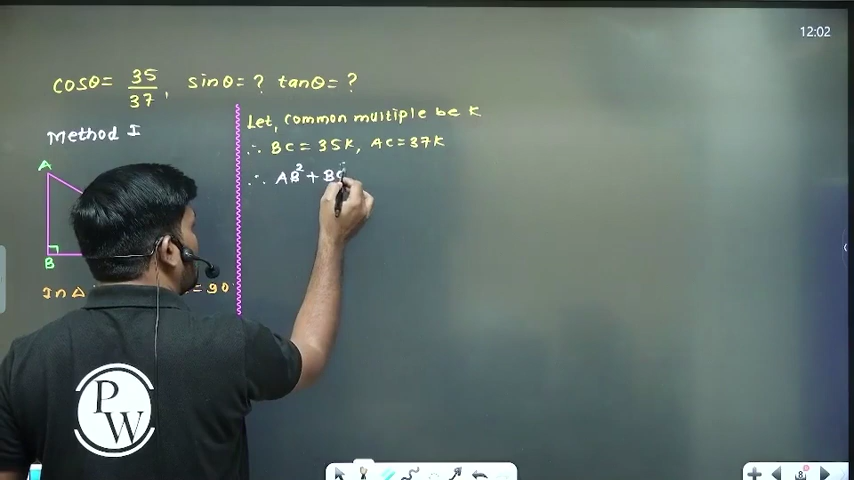 12:02
cosθ= 35/37, sinθ= ? tanθ= ?
Method I
Let, common multiple be k
∴ BC = 35k, AC = 37k
∴ AB² + BC
A
B
In △ = 90
P
W
8